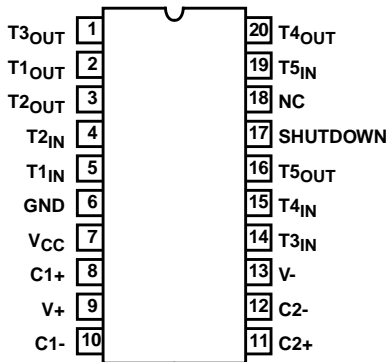 T3OUT 1 20 T4OUT
T1OUT 2 19 T5IN
T2OUT 3 18 NC
T2IN 4 17 SHUTDOWN
T1IN 5 16 T5OUT
GND 6 15 T4IN
VCC 7 14 T3IN
C1+ 8 13 V-
V+ 9 12 C2-
C1- 10 11 C2+